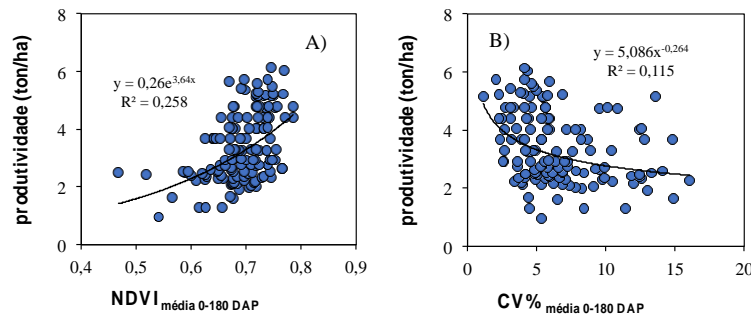 A)
y = 0,26e^3,64x
R² = 0,258
produtividade (ton/ha)
8
6
4
2
0
0,4 0,5 0,6 0,7 0,8 0,9
NDVI média 0-180 DAP
B)
y = 5,086x^-0,264
R² = 0,115
produtividade (ton/ha)
8
6
4
2
0
0 5 10 15 20
CV% média 0-180 DAP